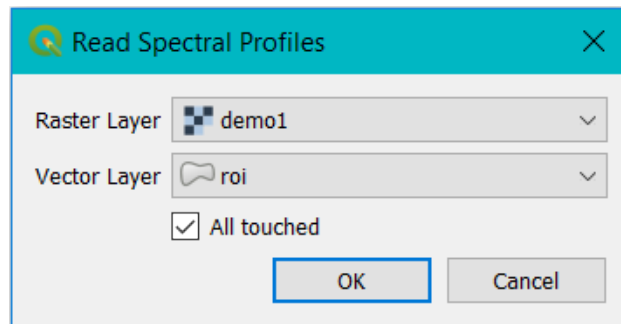 Read Spectral Profiles
Raster Layer demo1
Vector Layer roi
All touched
OK Cancel